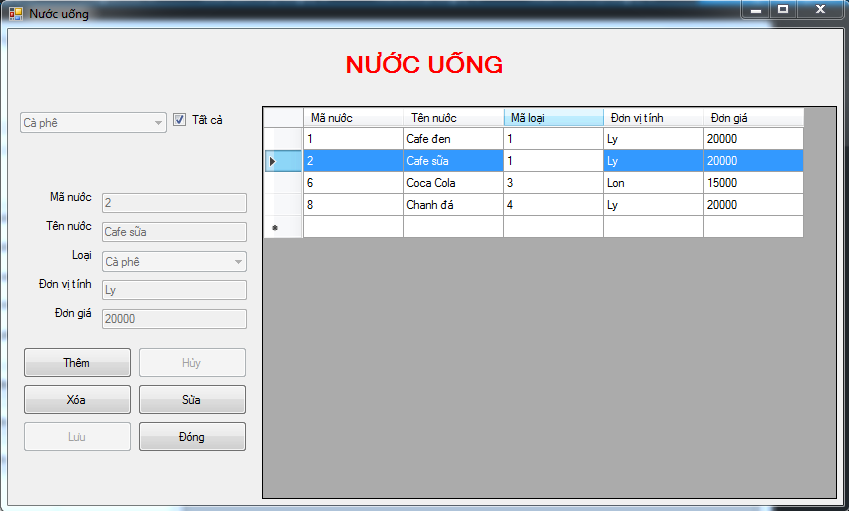 Nước uống
NƯỚC UỐNG
Cà phê Tất cả
Mã nước 2
Tên nước Cafe sữa
Loại Cà phê
Đơn vị tính Ly
Đơn giá 20000
Thêm Hủy
Xóa Sửa
Lưu Đóng
Mã nước Tên nước Mã loại Đơn vị tính Đơn giá
1 Cafe đen 1 Ly 20000
2 Cafe sữa 1 Ly 20000
6 Coca Cola 3 Lon 15000
8 Chanh đá 4 Ly 20000